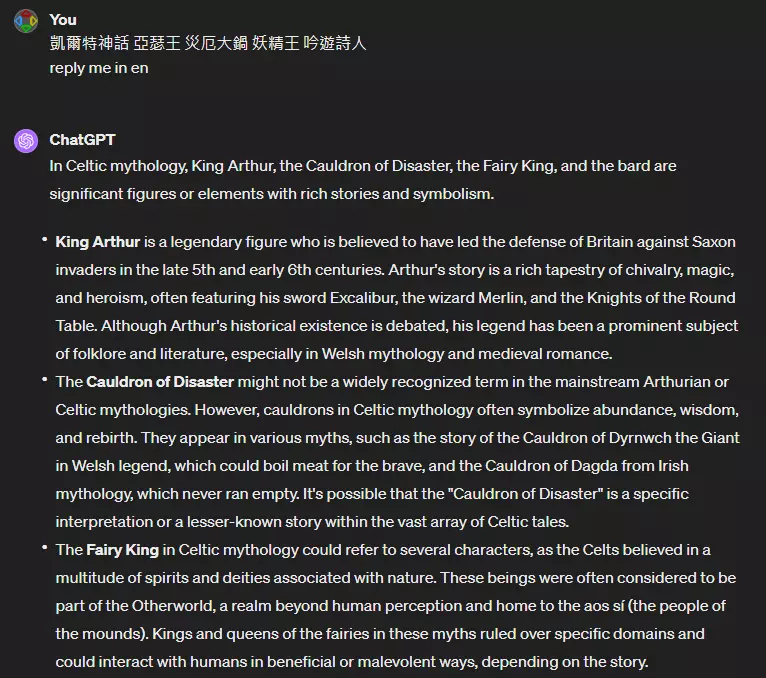 You
凱爾特神話 亞瑟王 災厄大鍋 妖精王 吟遊詩人
reply me in en
ChatGPT
In Celtic mythology, King Arthur, the Cauldron of Disaster, the Fairy King, and the bard are
significant figures or elements with rich stories and symbolism.
• King Arthur is a legendary figure who is believed to have led the defense of Britain against Saxon
invaders in the late 5th and early 6th centuries. Arthur's story is a rich tapestry of chivalry, magic,
and heroism, often featuring his sword Excalibur, the wizard Merlin, and the Knights of the Round
Table. Although Arthur's historical existence is debated, his legend has been a prominent subject
of folklore and literature, especially in Welsh mythology and medieval romance.
• The Cauldron of Disaster might not be a widely recognized term in the mainstream Arthurian or
Celtic mythologies. However, cauldrons in Celtic mythology often symbolize abundance, wisdom,
and rebirth. They appear in various myths, such as the story of the Cauldron of Dyrnwch the Giant
in Welsh legend, which could boil meat for the brave, and the Cauldron of Dagda from Irish
mythology, which never ran empty. It's possible that the "Cauldron of Disaster" is a specific
interpretation or a lesser-known story within the vast array of Celtic tales.
• The Fairy King in Celtic mythology could refer to several characters, as the Celts believed in a
multitude of spirits and deities associated with nature. These beings were often considered to be
part of the Otherworld, a realm beyond human perception and home to the aos sí (the people of
the mounds). Kings and queens of the fairies in these myths ruled over specific domains and
could interact with humans in beneficial or malevolent ways, depending on the story.